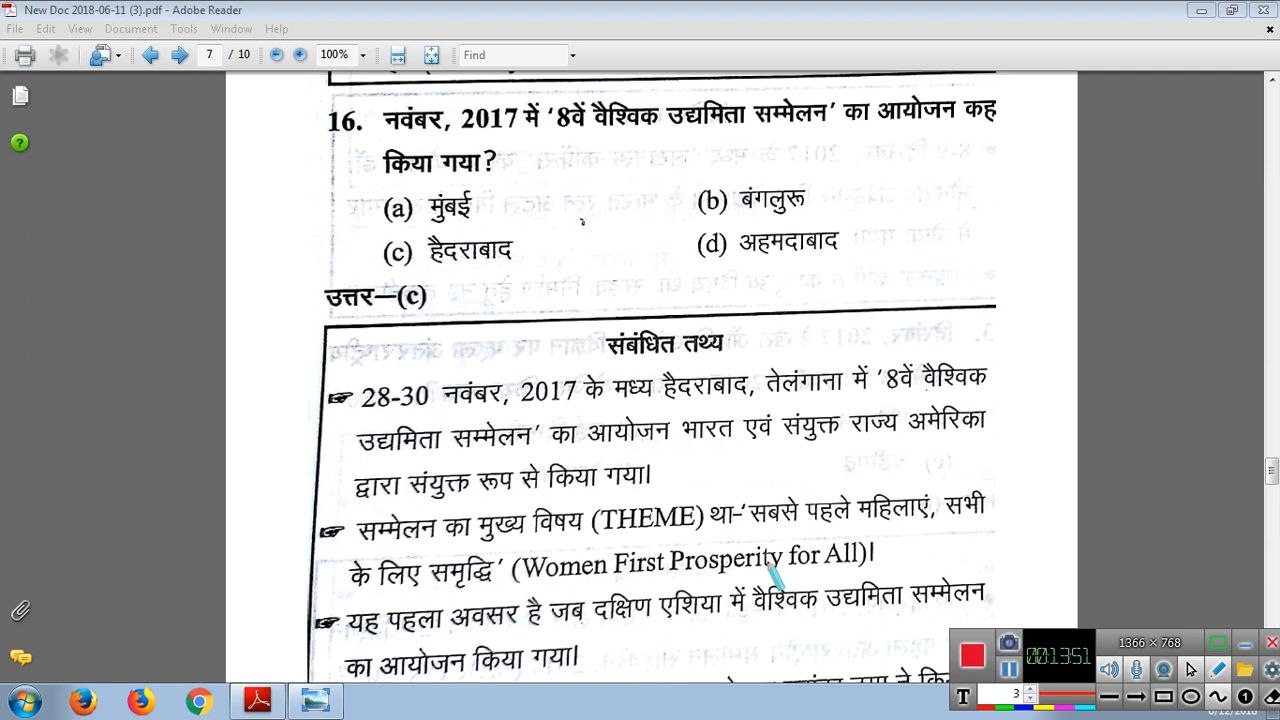 New Doc 2018-06-11 (3).pdf - Adobe Reader
File Edit View Document Tools Window Help
7 / 10 100% Find
16. नवंबर, 2017 में ‘8वें वैश्विक उद्यमिता सम्मेलन’ का आयोजन कह
किया गया?
(a) मुंबई (b) बंगलुरू
(c) हैदराबाद (d) अहमदाबाद
उत्तर—(c)
संबंधित तथ्य
28-30 नवंबर, 2017 के मध्य हैदराबाद, तेलंगाना में ‘8वें वैश्विक
उद्यमिता सम्मेलन’ का आयोजन भारत एवं संयुक्त राज्य अमेरिका
द्वारा संयुक्त रूप से किया गया।
सम्मेलन का मुख्य विषय (THEME) था–‘सबसे पहले महिलाएं, सभी
के लिए समृद्धि’ (Women First Prosperity for All)।
यह पहला अवसर है जब दक्षिण एशिया में वैश्विक उद्यमिता सम्मेलन
का आयोजन किया गया।
1366 × 768
00:13:51
T 3